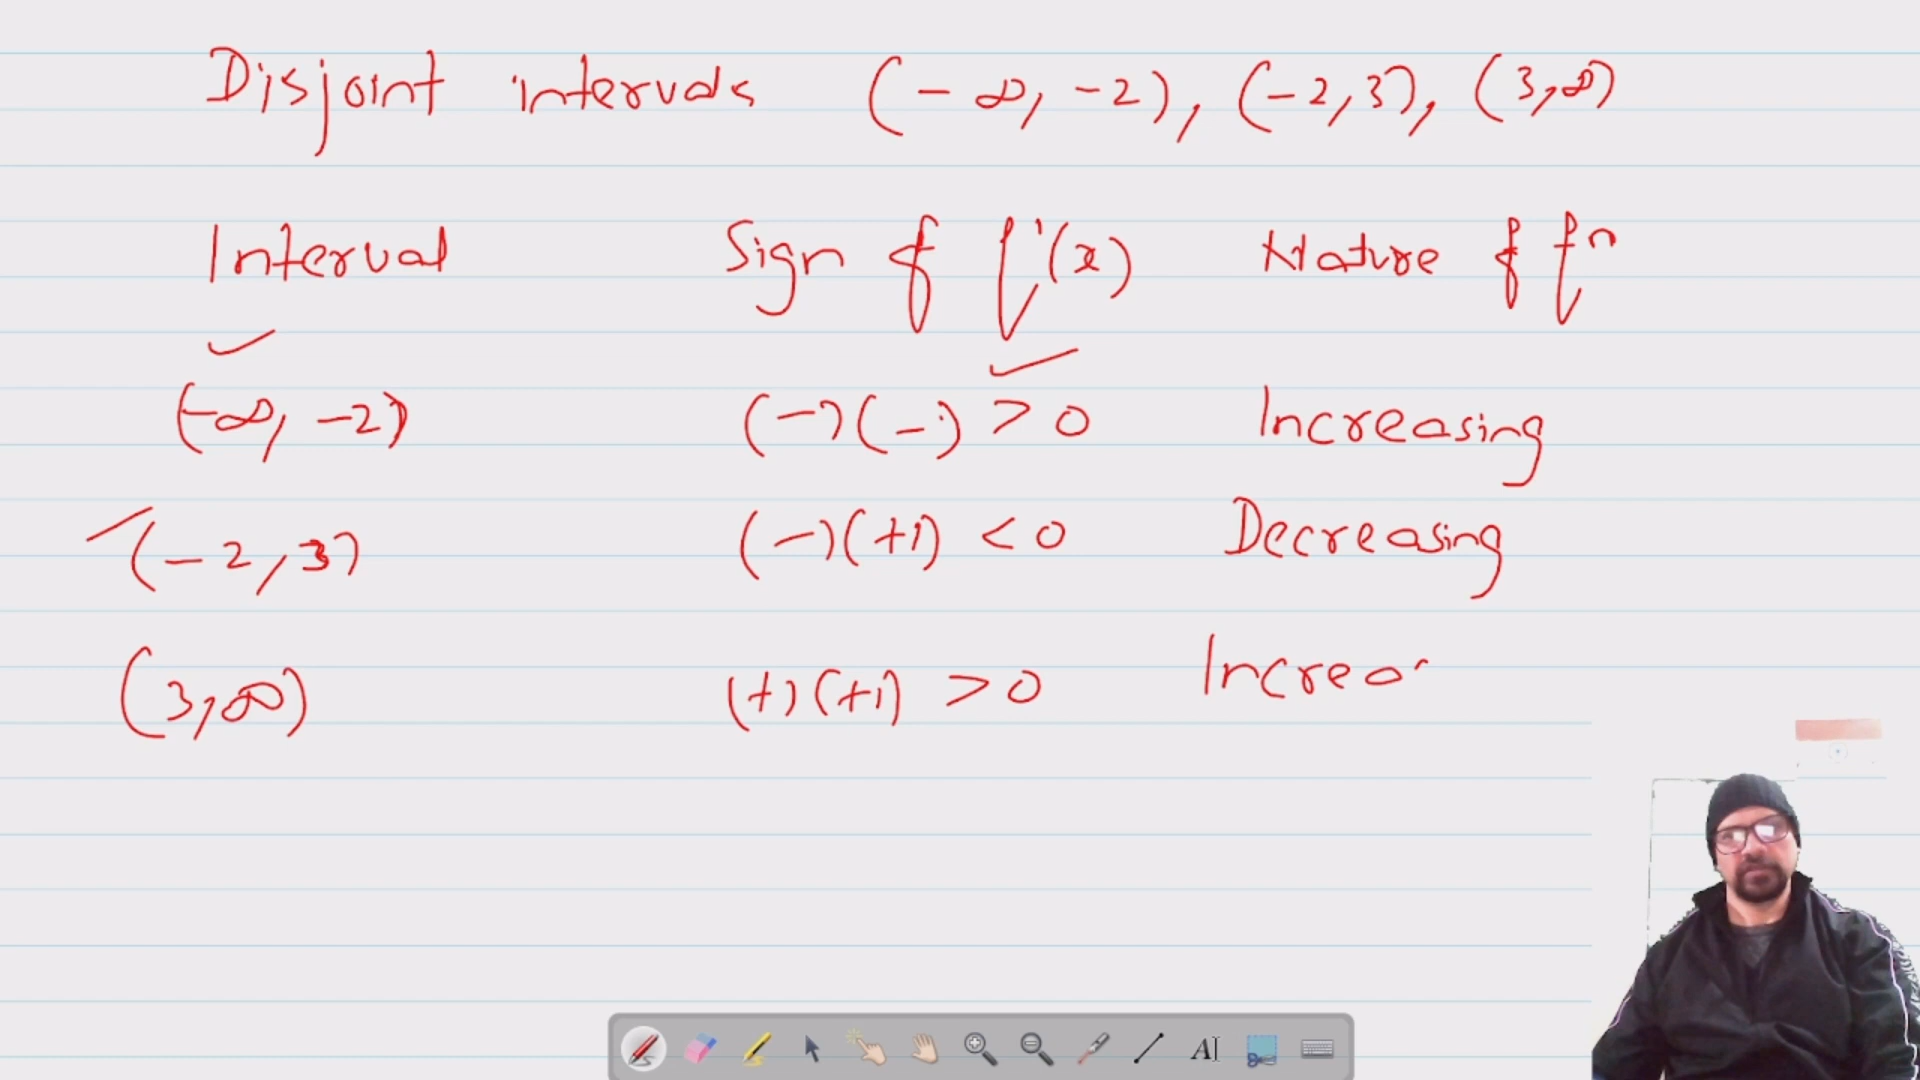 Disjoint intervals (-∞, -2), (-2,3), (3,∞)
Interval Sign of f'(x) Nature of fn
(-∞, -2) (-)(-) > 0 Increasing
(-2,3) (-)(+) < 0 Decreasing
(3,∞) (+)(+) > 0 Increa
AI